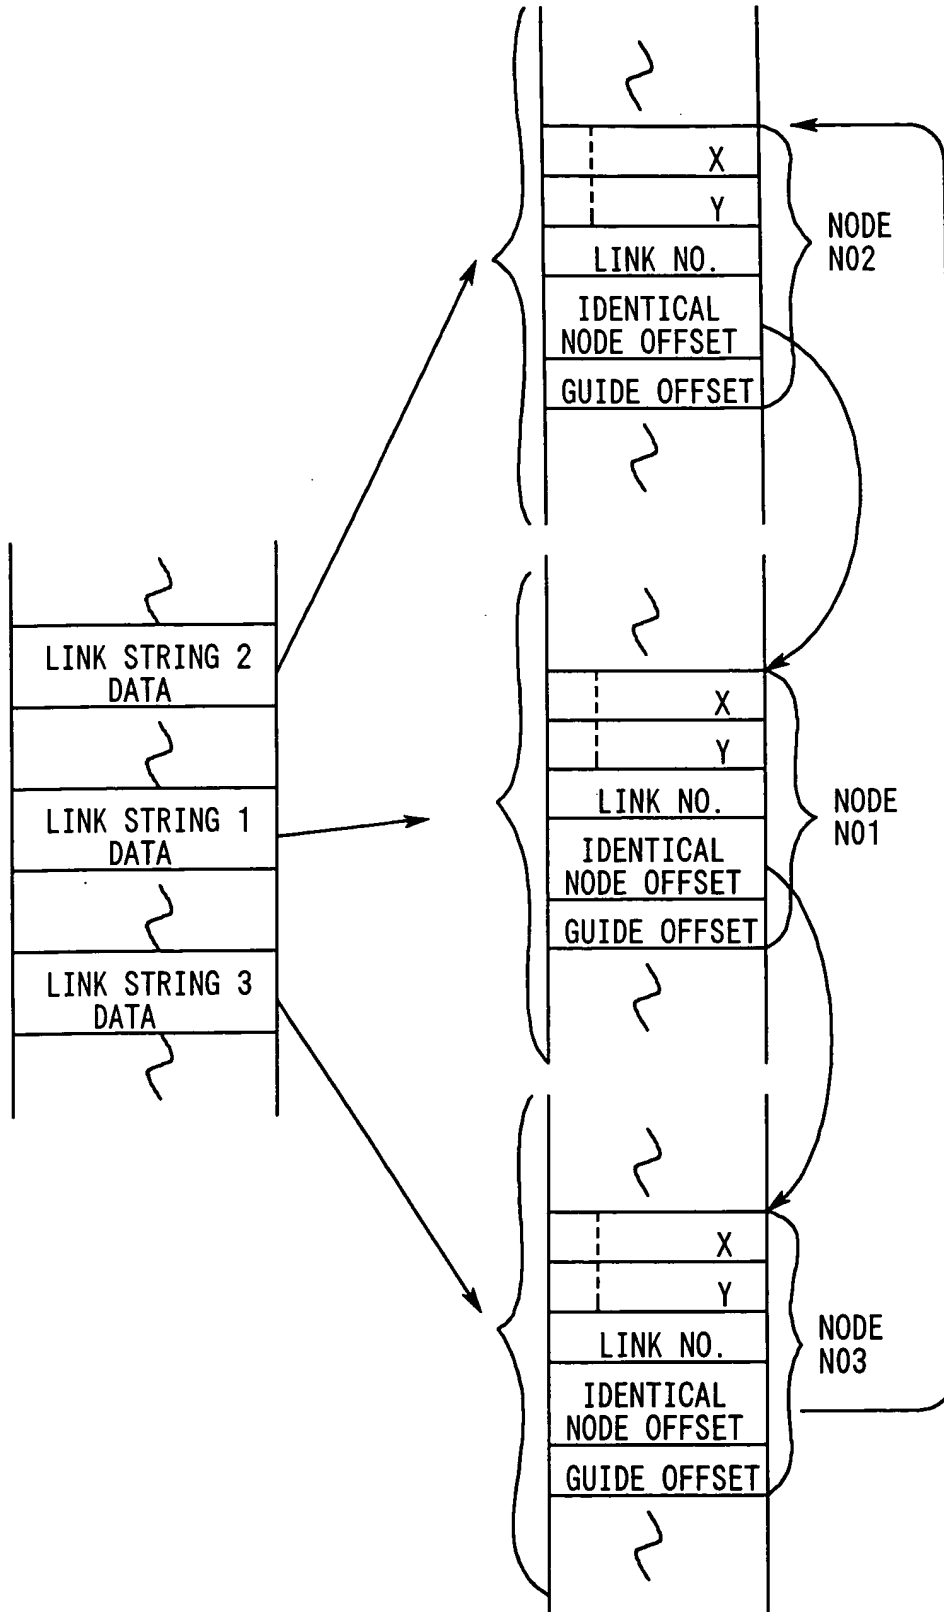 X
Y
LINK NO.
IDENTICAL
NODE OFFSET
GUIDE OFFSET
NODE
N02
LINK STRING 2
DATA
LINK STRING 1
DATA
LINK STRING 3
DATA
X
Y
LINK NO.
IDENTICAL
NODE OFFSET
GUIDE OFFSET
NODE
N01
X
Y
LINK NO.
IDENTICAL
NODE OFFSET
GUIDE OFFSET
NODE
N03